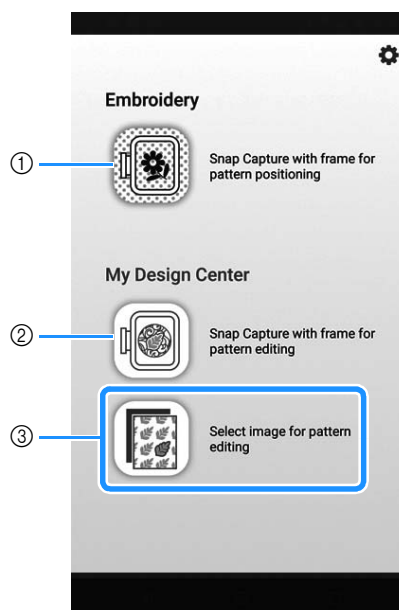 Embroidery
①
Snap Capture with frame for
pattern positioning
My Design Center
②
Snap Capture with frame for
pattern editing
③
Select image for pattern
editing